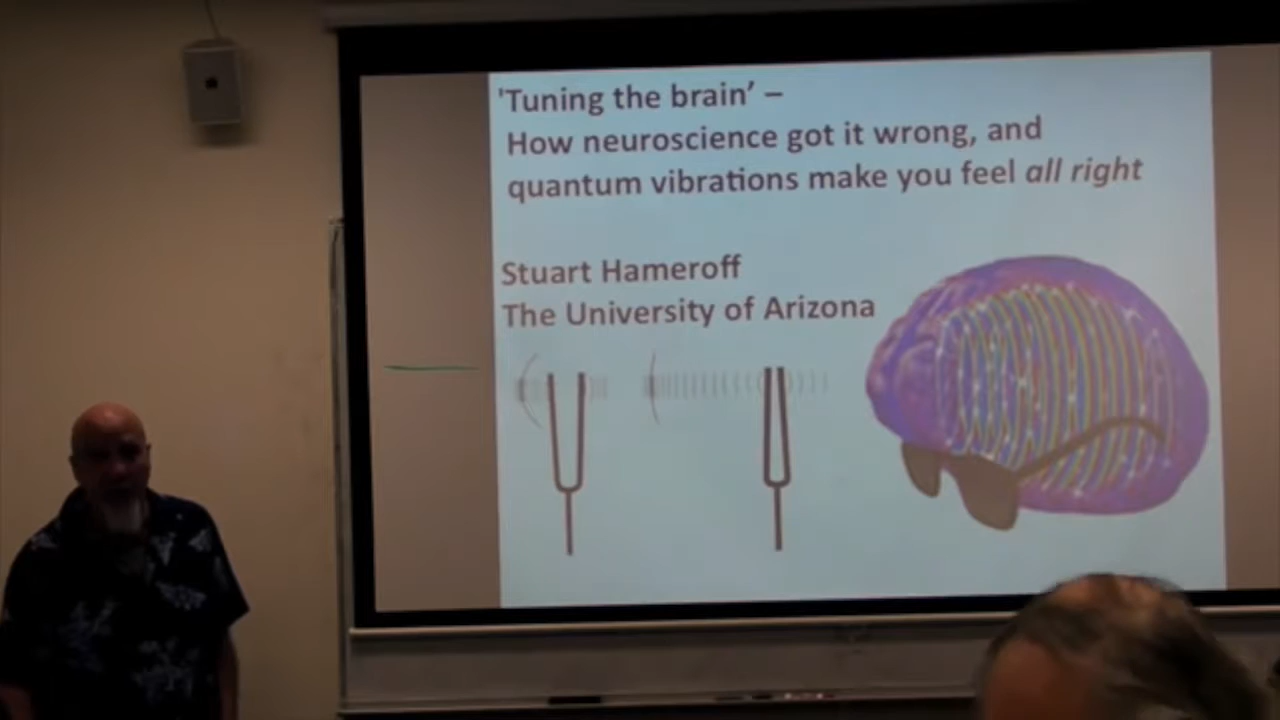 'Tuning the brain' –
How neuroscience got it wrong, and
quantum vibrations make you feel all right
Stuart Hameroff
The University of Arizona